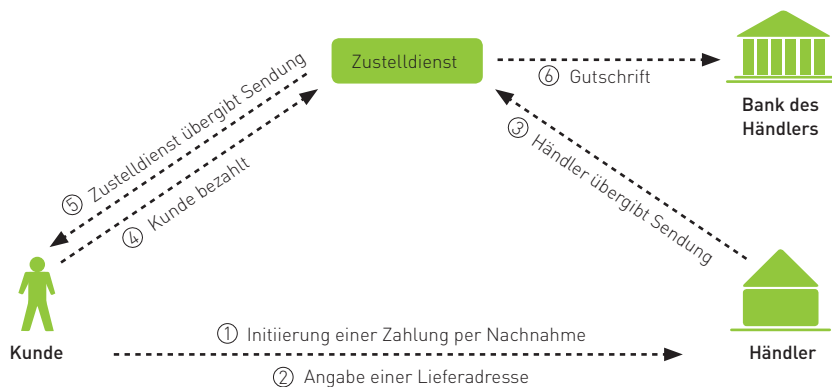 Zustelldienst
⑥ Gutschrift
Bank des
Händlers
⑤ Zustelldienst übergibt Sendung
④ Kunde bezahlt
③ Händler übergibt Sendung
① Initiierung einer Zahlung per Nachnahme
Kunde
Händler
② Angabe einer Lieferadresse